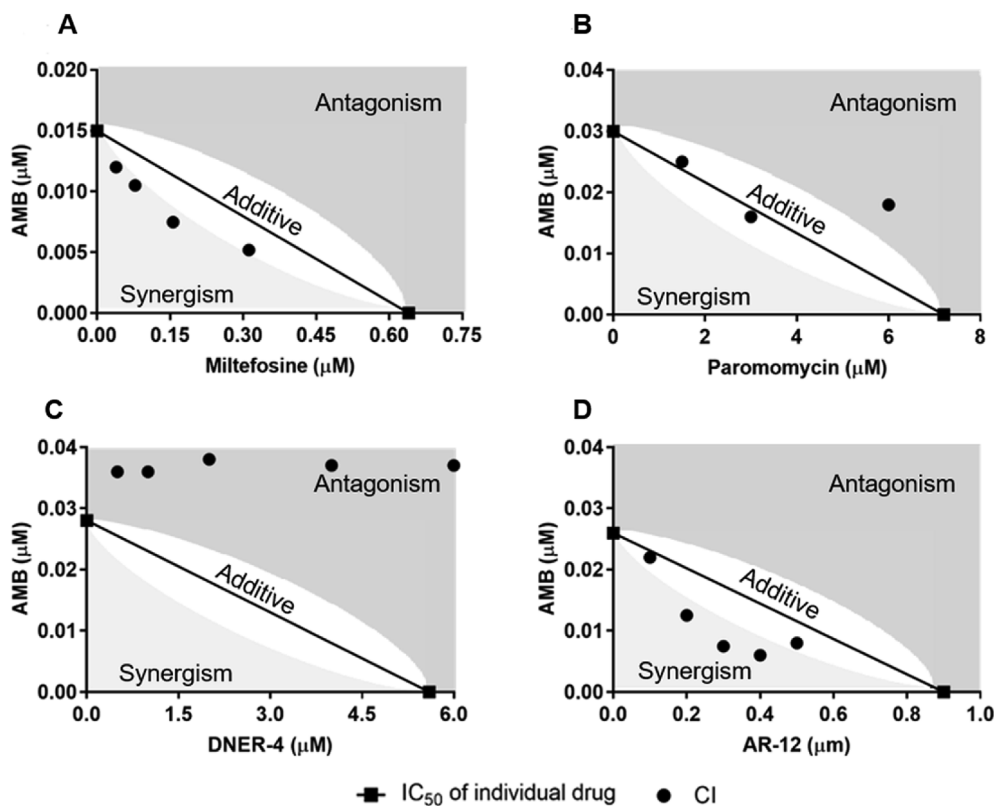 A
AMB (μM)
0.020
0.015
0.010
0.005
0.000
Antagonism
Additive
Synergism
0.00 0.15 0.30 0.45 0.60 0.75
Miltefosine (μM)
B
AMB (μM)
0.04
0.03
0.02
0.01
0.00
Antagonism
Additive
Synergism
0 2 4 6 8
Paromomycin (μM)
C
AMB (μM)
0.04
0.03
0.02
0.01
0.00
Antagonism
Additive
Synergism
0.0 1.5 3.0 4.5 6.0
DNER-4 (μM)
D
AMB (μM)
0.04
0.03
0.02
0.01
0.00
Antagonism
Additive
Synergism
0.2 0.4 0.6 0.8 1.0
AR-12 (μm)
IC50 of individual drug CI